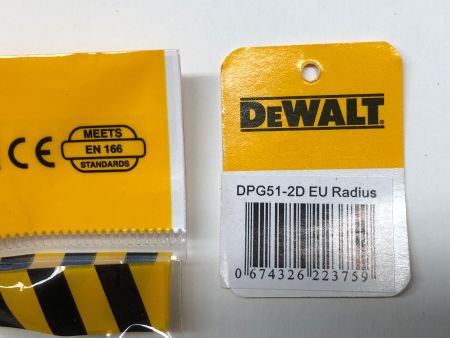 CE
MEETS
EN 166
STANDARDS
DEWALT
DPG51-2D EU Radius
0 674326 223759